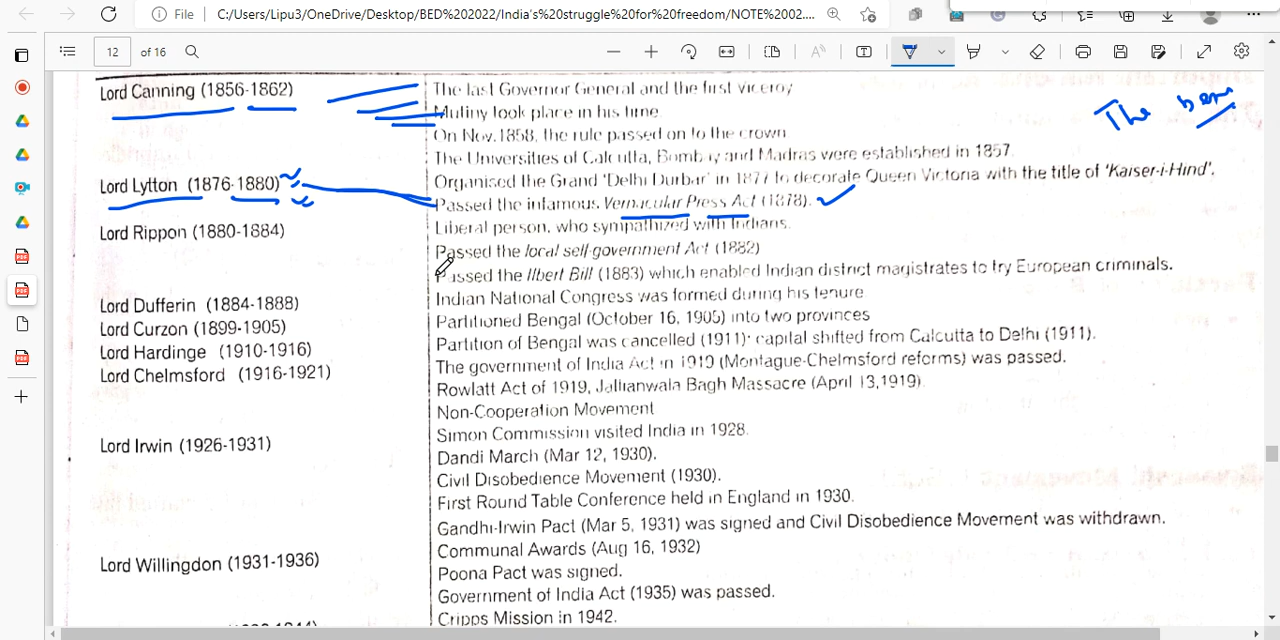 File C:/Users/Lipu3/OneDrive/Desktop/BED%202022/India's%20struggle%20for%20freedom/NOTE%2002....
12 of 16
Lord Canning (1856-1862) The last Governor General and the first viceroy
Mutiny took place in his time.
The
On Nov.1858, the rule passed on to the crown
The Universities of Calcutta, Bombay and Madras were established in 1857.
Lord Lytton (1876-1880) Organised the Grand 'Delhi Durbar' in 1877 to decorate Queen Victoria with the title of 'Kaiser-i-Hind'.
Passed the infamous Vernacular Press Act (1878).
Lord Rippon (1880-1884) Liberal person, who sympathized with Indians.
Passed the local self-government Act (1882)
Passed the Ilbert Bill (1883) which enabled Indian district magistrates to try European criminals.
Lord Dufferin (1884-1888) Indian National Congress was formed during his tenure
Lord Curzon (1899-1905) Partitioned Bengal (October 16, 1905) into two provinces
Lord Hardinge (1910-1916) Partition of Bengal was cancelled (1911); capital shifted from Calcutta to Delhi (1911).
Lord Chelmsford (1916-1921) The government of India Act in 1919 (Montague-Chelmsford reforms) was passed.
Rowlatt Act of 1919, Jallianwala Bagh Massacre (April 13,1919)
Non-Cooperation Movement
Lord Irwin (1926-1931) Simon Commission visited India in 1928.
Dandi March (Mar 12, 1930).
Civil Disobedience Movement (1930).
First Round Table Conference held in England in 1930.
Gandhi-Irwin Pact (Mar 5, 1931) was signed and Civil Disobedience Movement was withdrawn.
Lord Willingdon (1931-1936) Communal Awards (Aug 16, 1932)
Poona Pact was signed.
Government of India Act (1935) was passed.
Cripps Mission in 1942.